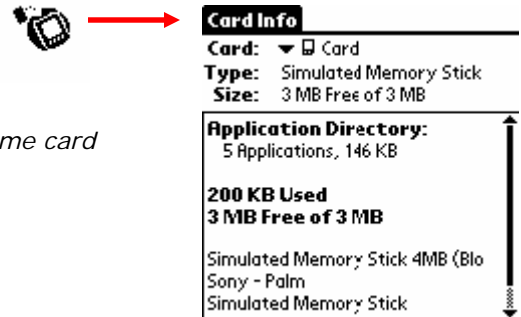 Card Info
Card: Card
Type: Simulated Memory Stick
Size: 3 MB Free of 3 MB
me card
Application Directory:
5 Applications, 146 KB
200 KB Used
3 MB Free of 3 MB
Simulated Memory Stick 4MB (Blo
Sony - Palm
Simulated Memory Stick